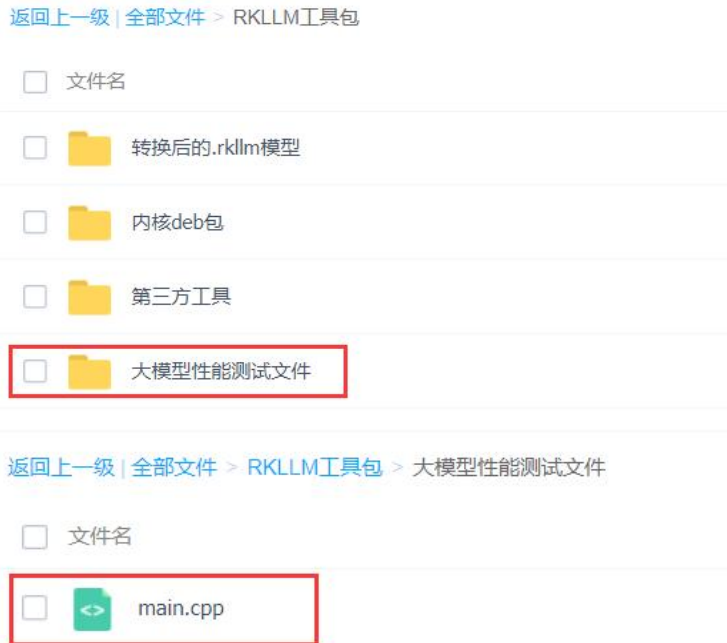 返回上一级 | 全部文件 > RKLLM工具包
文件名
转换后的.rkllm模型
内核deb包
第三方工具
大模型性能测试文件
返回上一级 | 全部文件 > RKLLM工具包 > 大模型性能测试文件
文件名
<> main.cpp